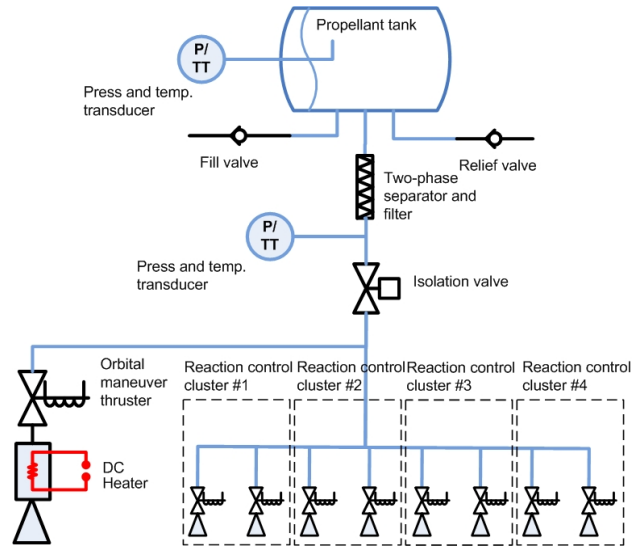 Propellant tank
P/
TT
Press and temp.
transducer
Fill valve
Relief valve
Two-phase
separator and
filter
P/
TT
Press and temp.
transducer
Isolation valve
Orbital
maneuver
thruster
Reaction control
cluster #1
Reaction control
cluster #2
Reaction control
cluster #3
Reaction control
cluster #4
DC
Heater